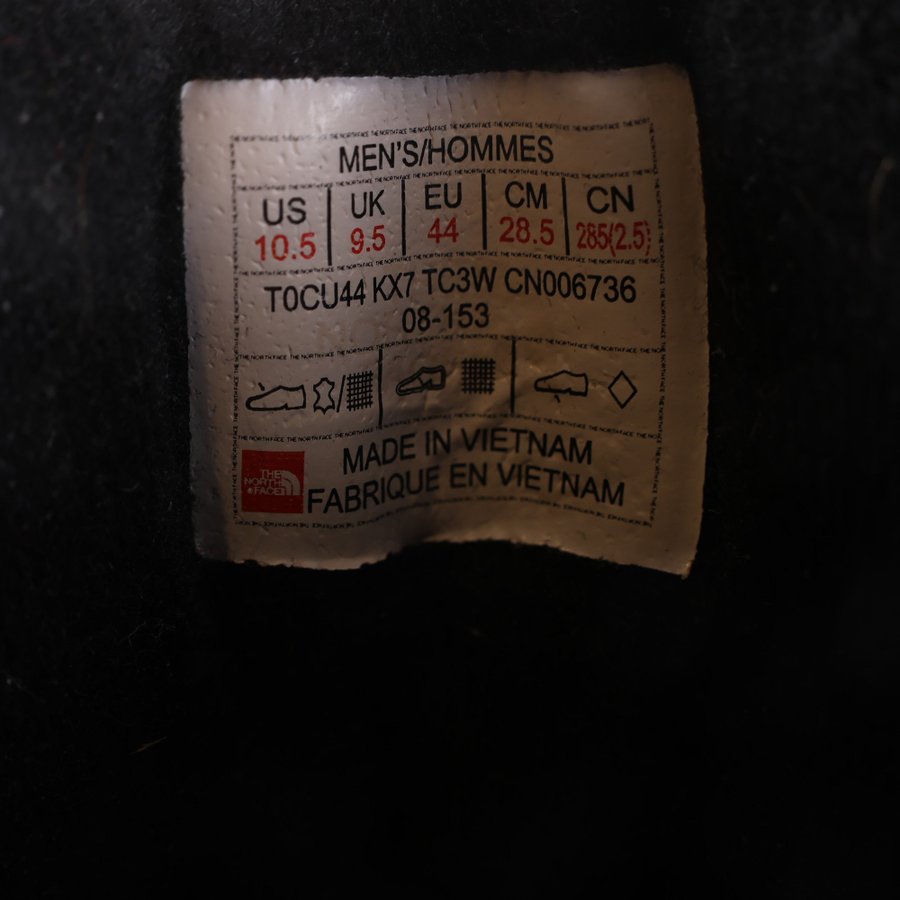 MEN'S/HOMMES
US UK EU CM CN
10.5 9.5 44 28.5 285(2.5)
T0CU44 KX7 TC3W CN006736
08-153
MADE IN VIETNAM
FABRIQUE EN VIETNAM
THE
NORTH
FACE